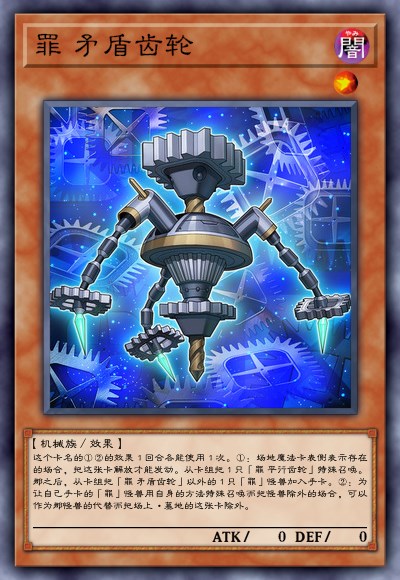 罪 矛盾齿轮
やみ
闇
【机械族/效果】
这个卡名的①②的效果1回合各能使用1次。①：场地魔法卡表侧表示存在
的场合，把这张卡解放才能发动。从卡组把1只「罪 平行齿轮」特殊召唤。
那之后，从卡组把「罪 矛盾齿轮」以外的1只「罪」怪兽加入手卡。②：为
让自己手卡的「罪」怪兽用自身的方法特殊召唤而把怪兽除外的场合，可以
作为那怪兽的代替而把场上·墓地的这张卡除外。
ATK/ 0 DEF/ 0